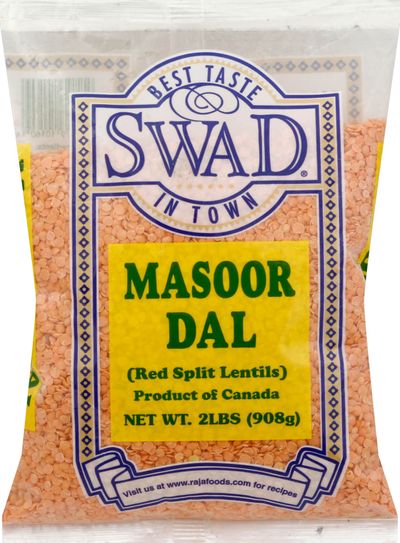 BEST TASTE
SWAD®
IN TOWN
MASOOR
DAL
(Red Split Lentils)
Product of Canada
NET WT. 2LBS (908g)
Visit us at www.rajafoods.com for recipes